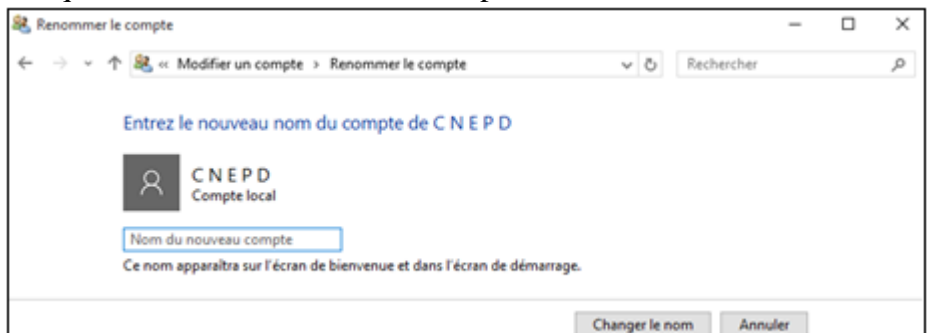 Renommer le compte
« Modifier un compte › Renommer le compte
Rechercher
Entrez le nouveau nom du compte de C N E P D
C N E P D
Compte local
Nom du nouveau compte
Ce nom apparaîtra sur l'écran de bienvenue et dans l'écran de démarrage.
Changer le nom Annuler